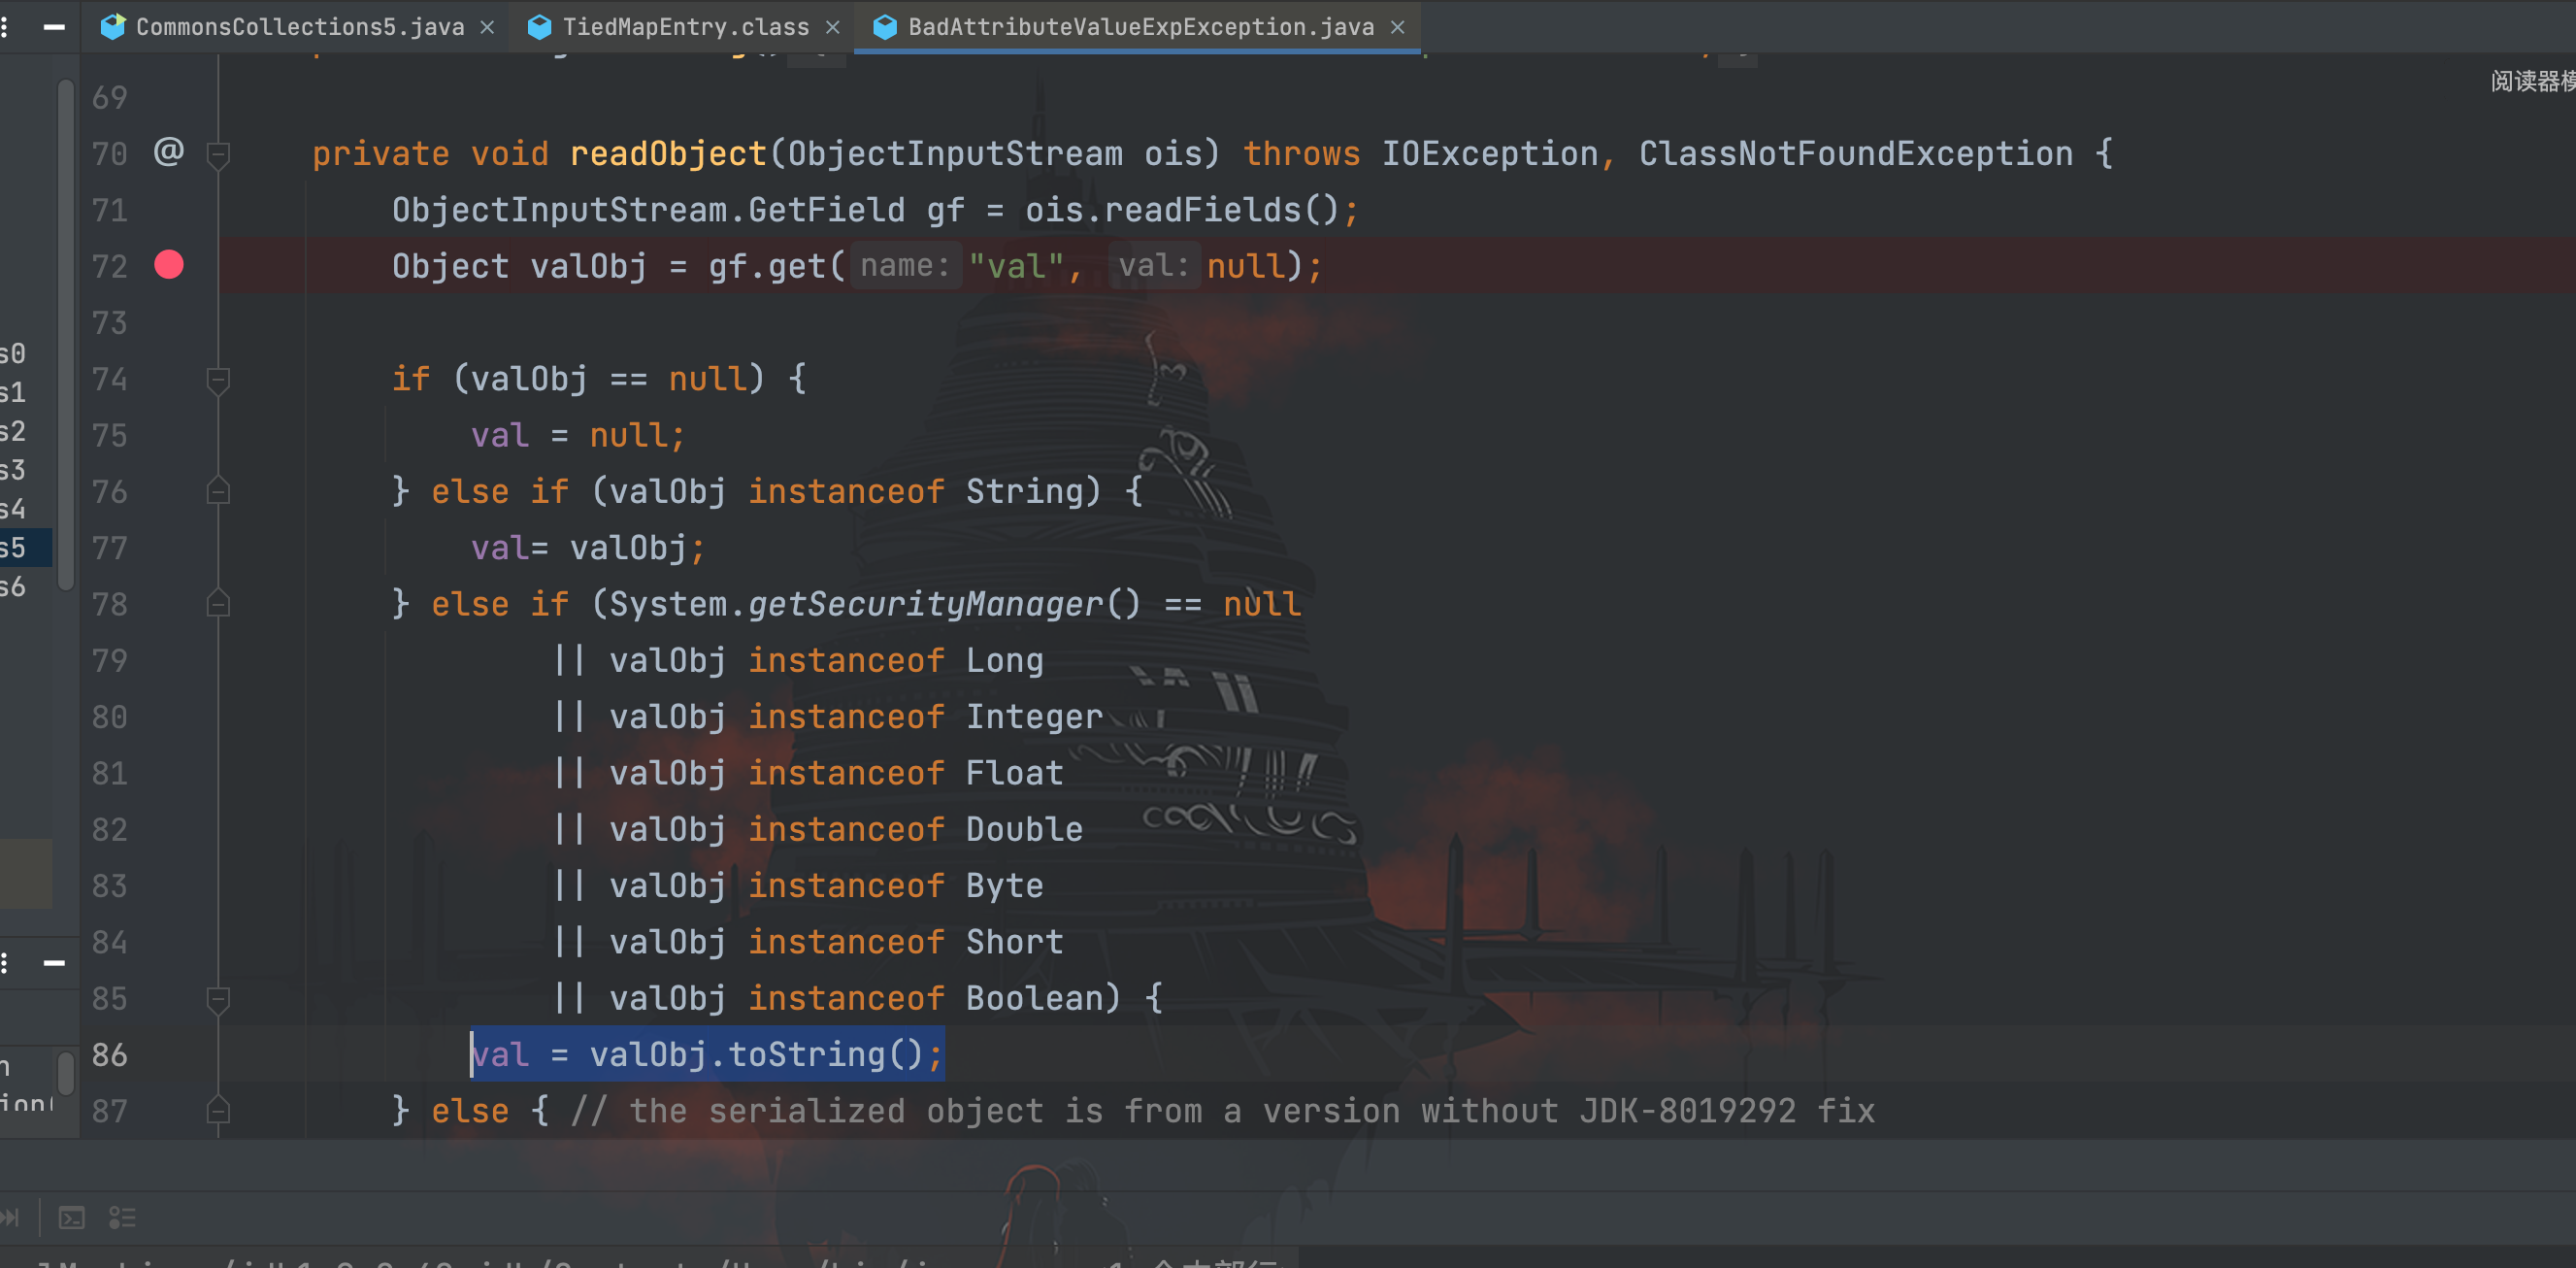 CommonsCollections5.java
TiedMapEntry.class
BadAttributeValueExpException.java
69
阅读器模
70 @ private void readObject(ObjectInputStream ois) throws IOException, ClassNotFoundException {
71 ObjectInputStream.GetField gf = ois.readFields();
72 Object valObj = gf.get( name: "val", val: null);
73
74 if (valObj == null) {
75 val = null;
76 } else if (valObj instanceof String) {
77 val= valObj;
78 } else if (System.getSecurityManager() == null
79 || valObj instanceof Long
80 || valObj instanceof Integer
81 || valObj instanceof Float
82 || valObj instanceof Double
83 || valObj instanceof Byte
84 || valObj instanceof Short
85 || valObj instanceof Boolean) {
86 val = valObj.toString();
87 } else { // the serialized object is from a version without JDK-8019292 fix
s0
s1
s2
s3
s4
s5
s6
ion(